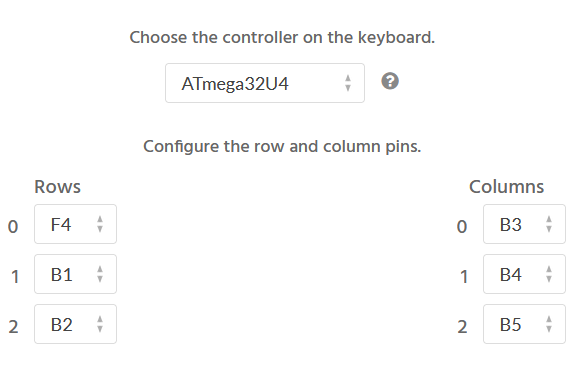 Choose the controller on the keyboard.
ATmega32U4 ?
Configure the row and column pins.
Rows Columns
0 F4 0 B3
1 B1 1 B4
2 B2 2 B5